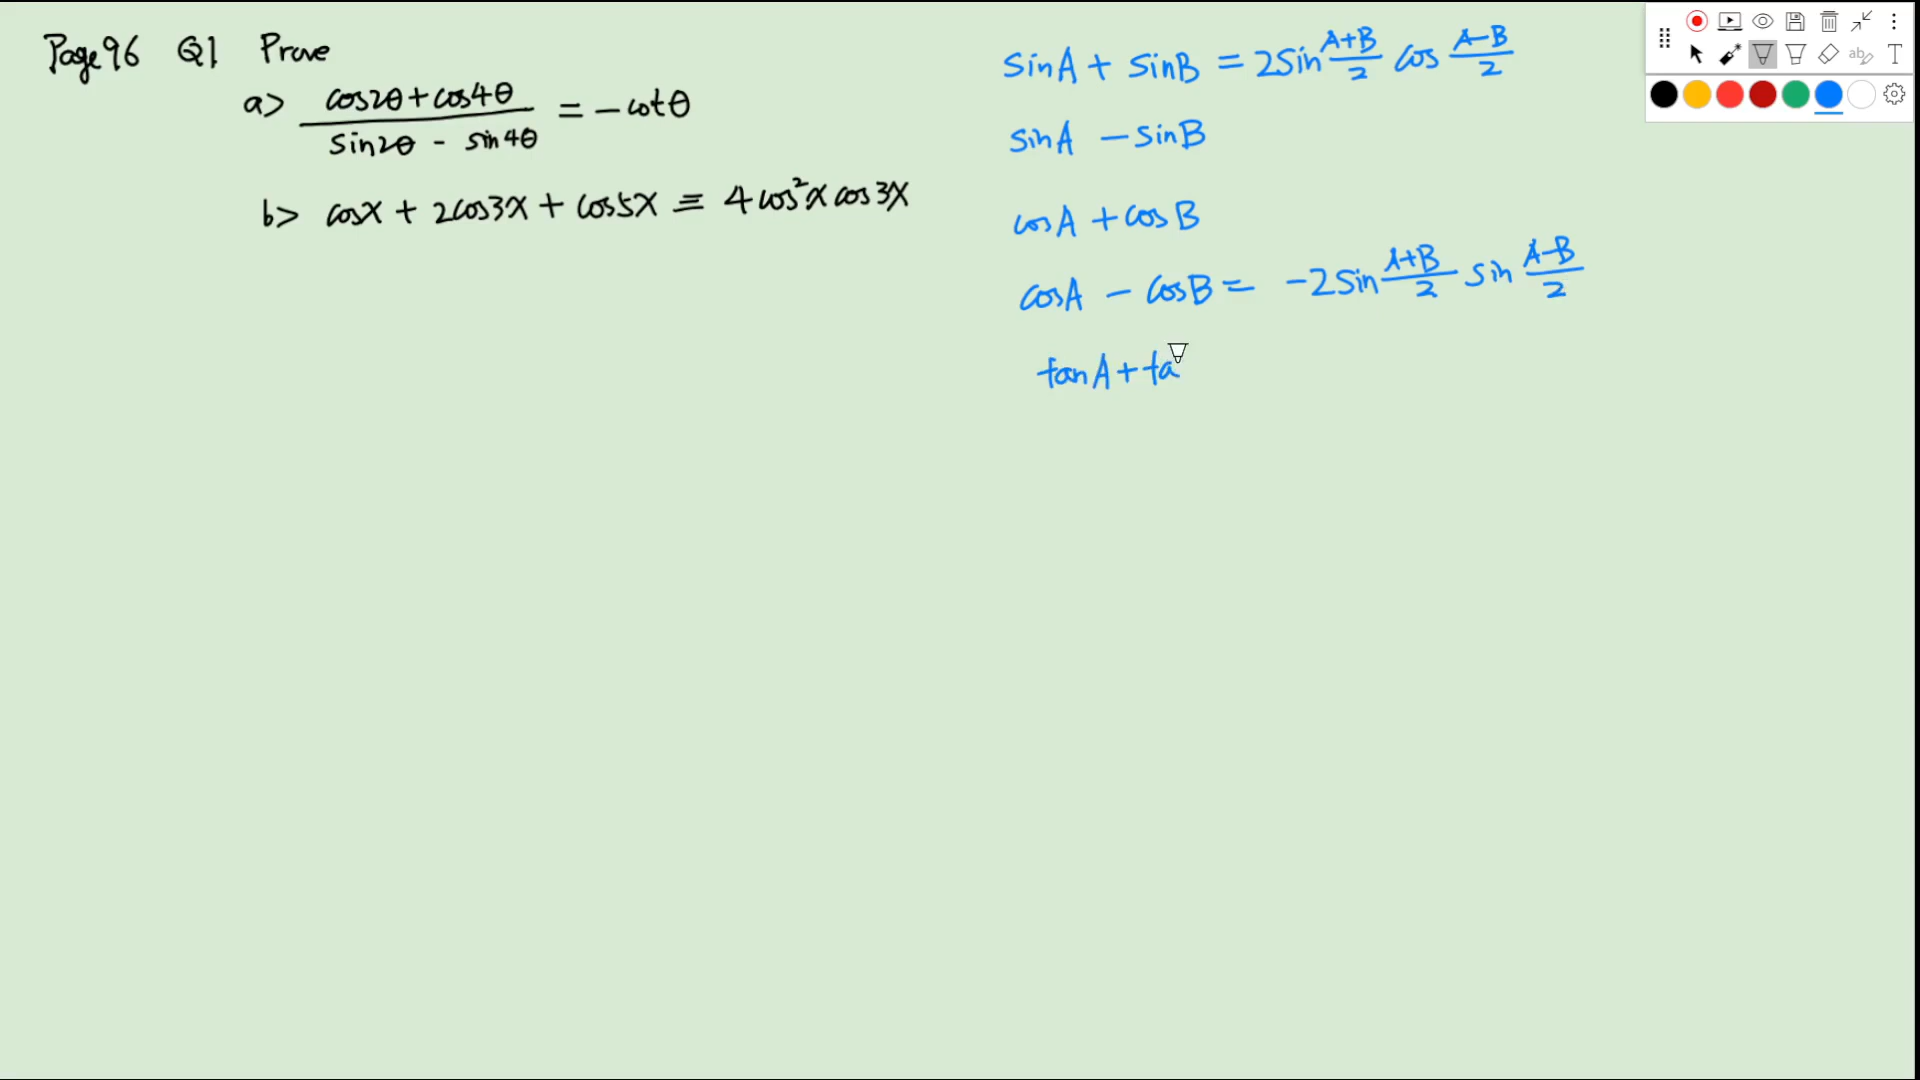 Page 96 Q1 Prove
a> cos2θ+cos4θ / sin2θ - sin4θ = -cotθ
b> cosx + 2cos3x + cos5x ≡ 4cos²x cos3x
sinA + sinB = 2sin A+B/2 cos A-B/2
sinA - sinB
cosA + cosB
cosA - cosB = -2sin A+B/2 sin A-B/2
tanA + ta
ab
T